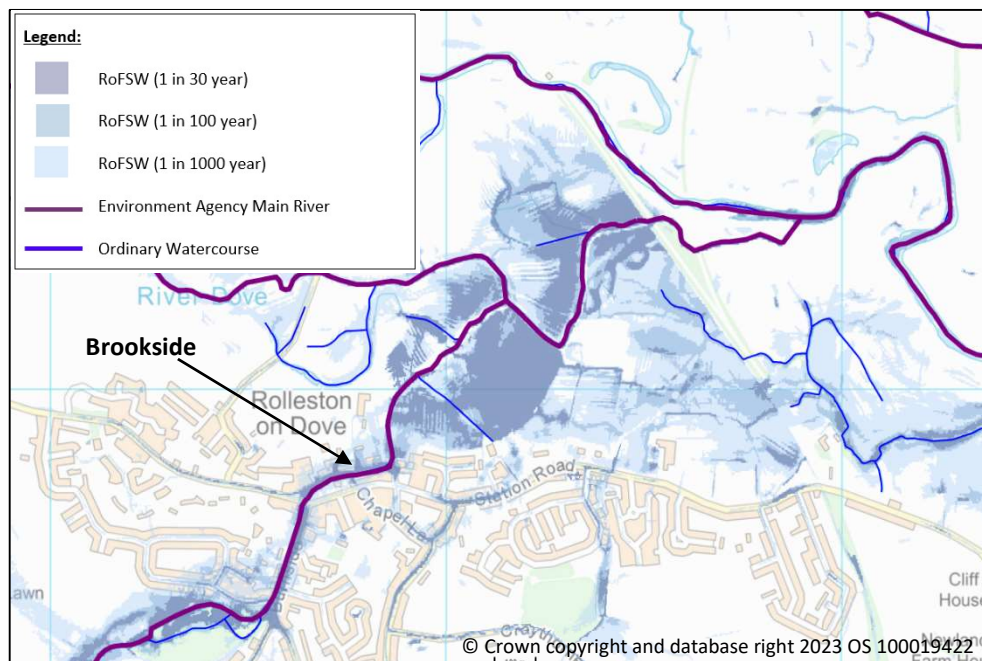 Legend:
RoFSW (1 in 30 year)
RoFSW (1 in 100 year)
RoFSW (1 in 1000 year)
Environment Agency Main River
Ordinary Watercourse
River Dove
Brookside
Rolleston
on Dove
Station Road
Chapel La
Cliff
House
Lawn
© Crown copyright and database right 2023 OS 100019422